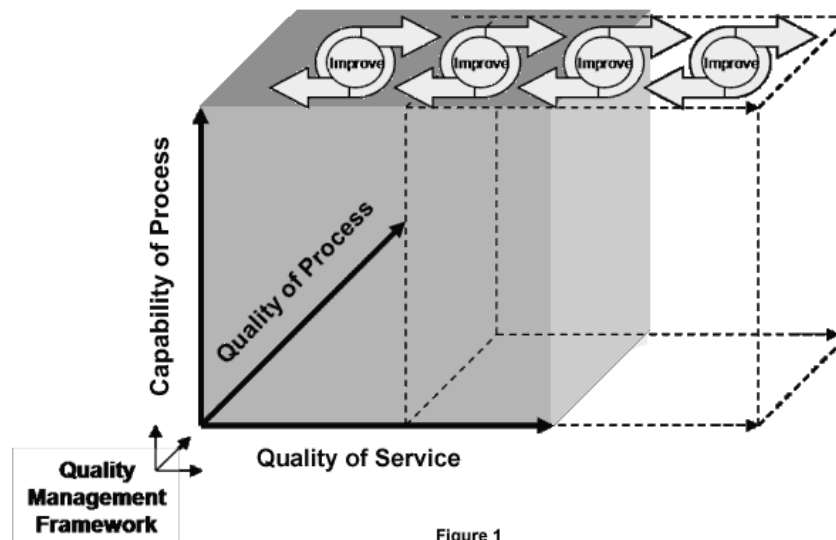 Improve
Improve
Improve
Improve
Capability of Process
Quality of Process
Quality of Service
Quality
Management
Framework
Figure 1